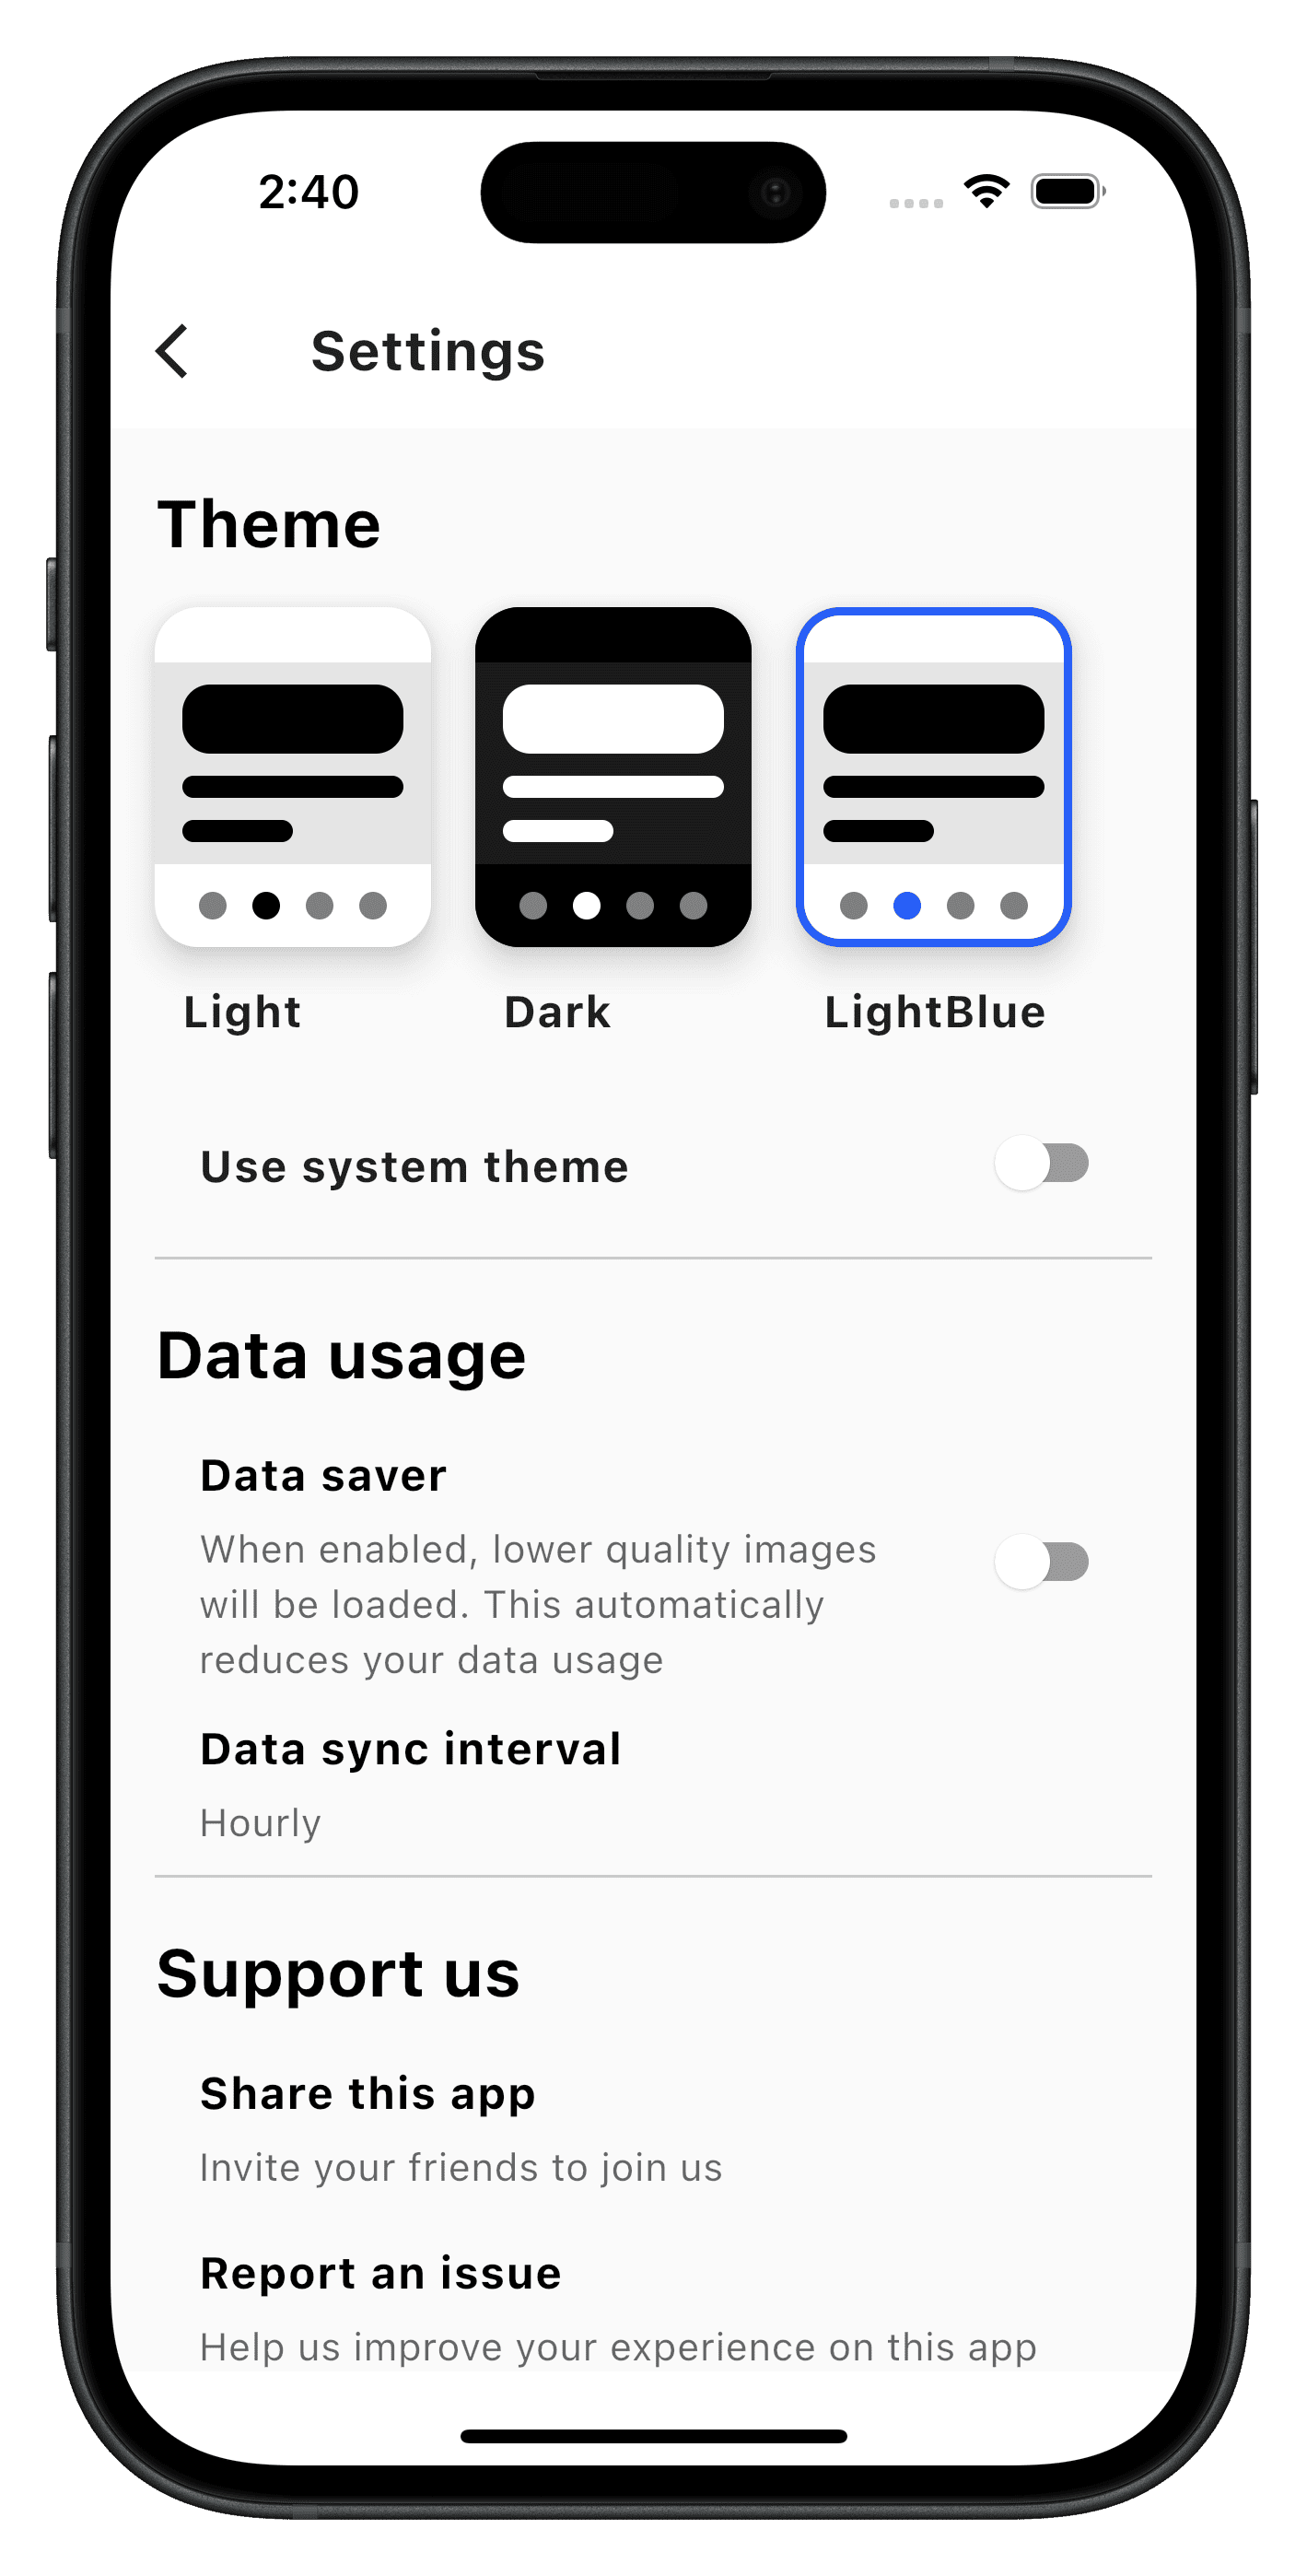 2:40
Settings
Theme
Light
Dark
LightBlue
Use system theme
Data usage
Data saver
When enabled, lower quality images
will be loaded. This automatically
reduces your data usage
Data sync interval
Hourly
Support us
Share this app
Invite your friends to join us
Report an issue
Help us improve your experience on this app